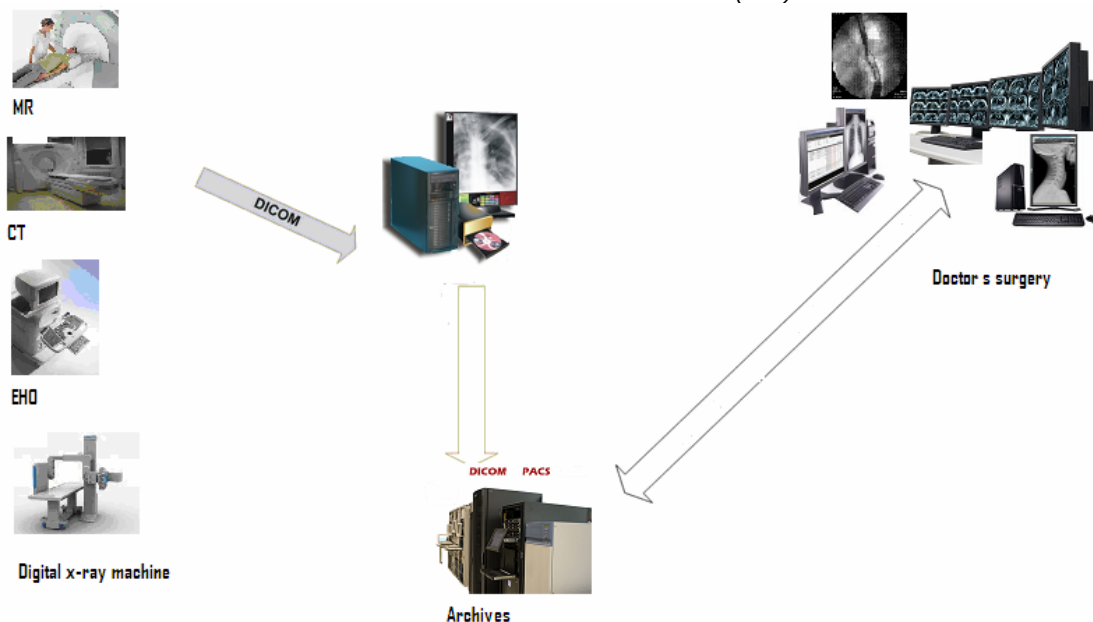 MR
CT
EHO
Digital x-ray machine
DICOM
DICOM PACS
Archives
Doctor s surgery